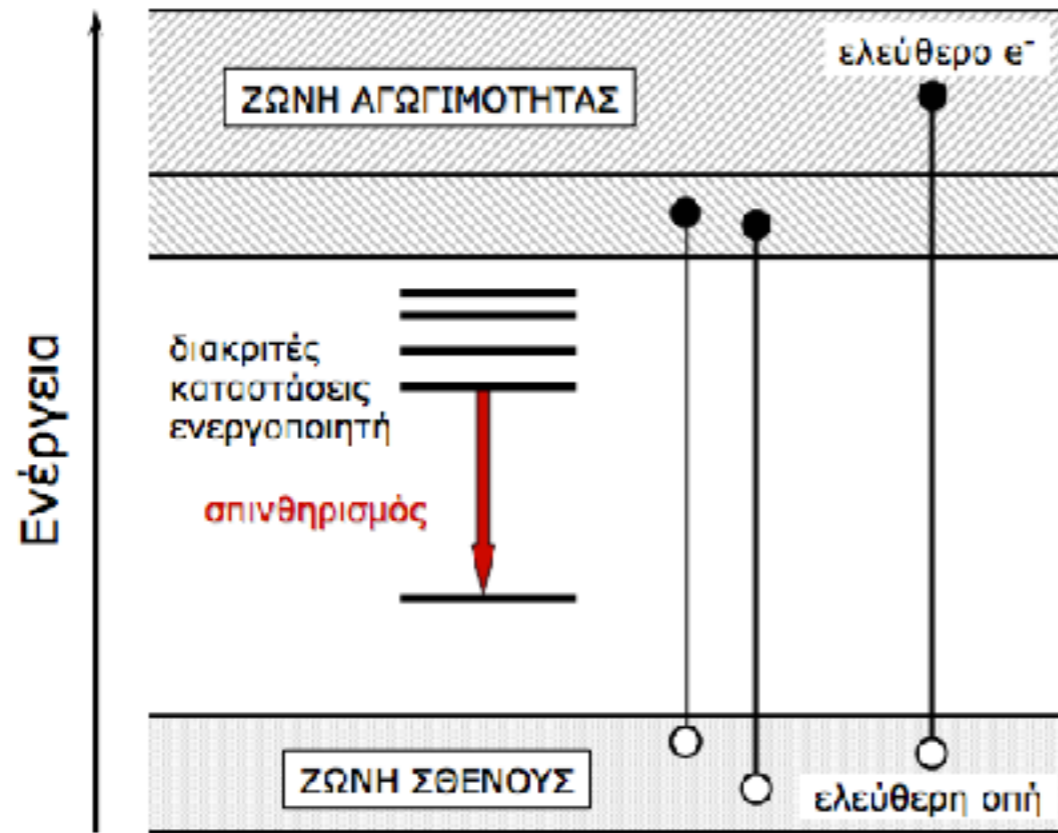 ελεύθερο e⁻
ΖΩΝΗ ΑΓΩΓΙΜΟΤΗΤΑΣ
Ενέργεια
διακριτές
καταστάσεις
ενεργοποιητή
σπινθηρισμός
ΖΩΝΗ ΣΘΕΝΟΥΣ
ελεύθερη οπή